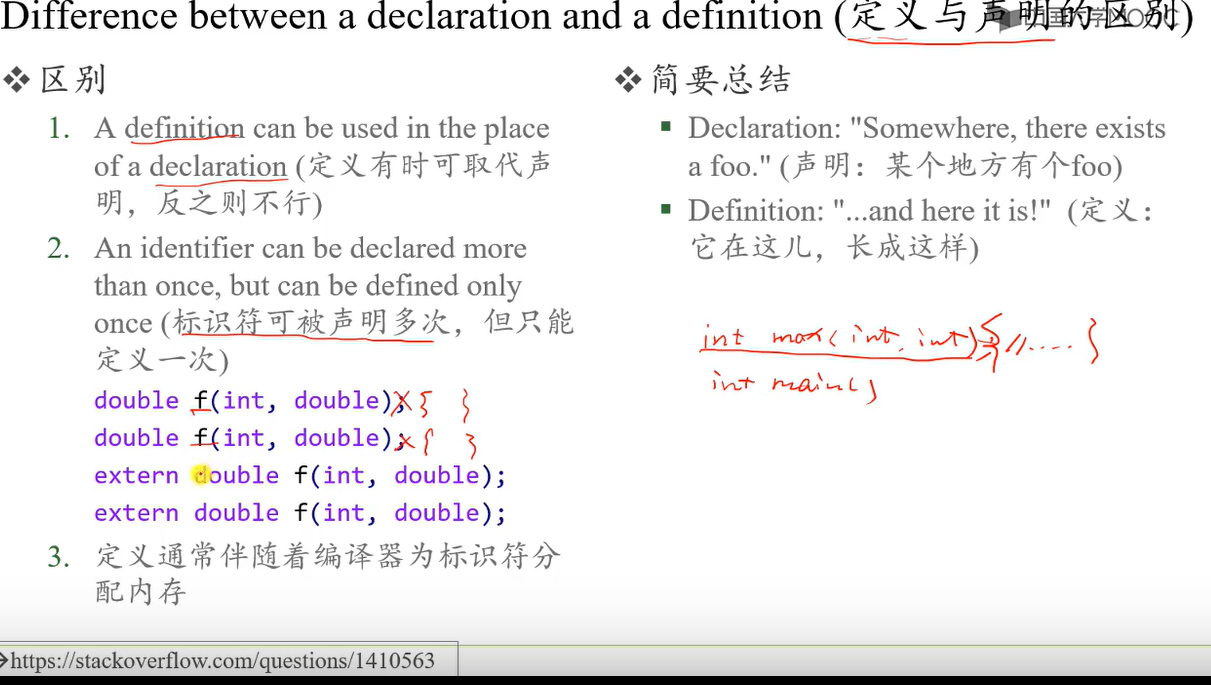 Difference between a declaration and a definition (定义与声明的区别)
❖ 区别
1. A definition can be used in the place
of a declaration (定义有时可取代声
明，反之则不行)
2. An identifier can be declared more
than once, but can be defined only
once (标识符可被声明多次，但只能
定义一次)
double f(int, double); { }
double f(int, double); { }
extern double f(int, double);
extern double f(int, double);
3. 定义通常伴随着编译器为标识符分
配内存
❖ 简要总结
▪ Declaration: "Somewhere, there exists
a foo." (声明：某个地方有个foo)
▪ Definition: "...and here it is!" (定义：
它在这儿，长成这样)
int max(int, int) { //.... }
int main()
https://stackoverflow.com/questions/1410563